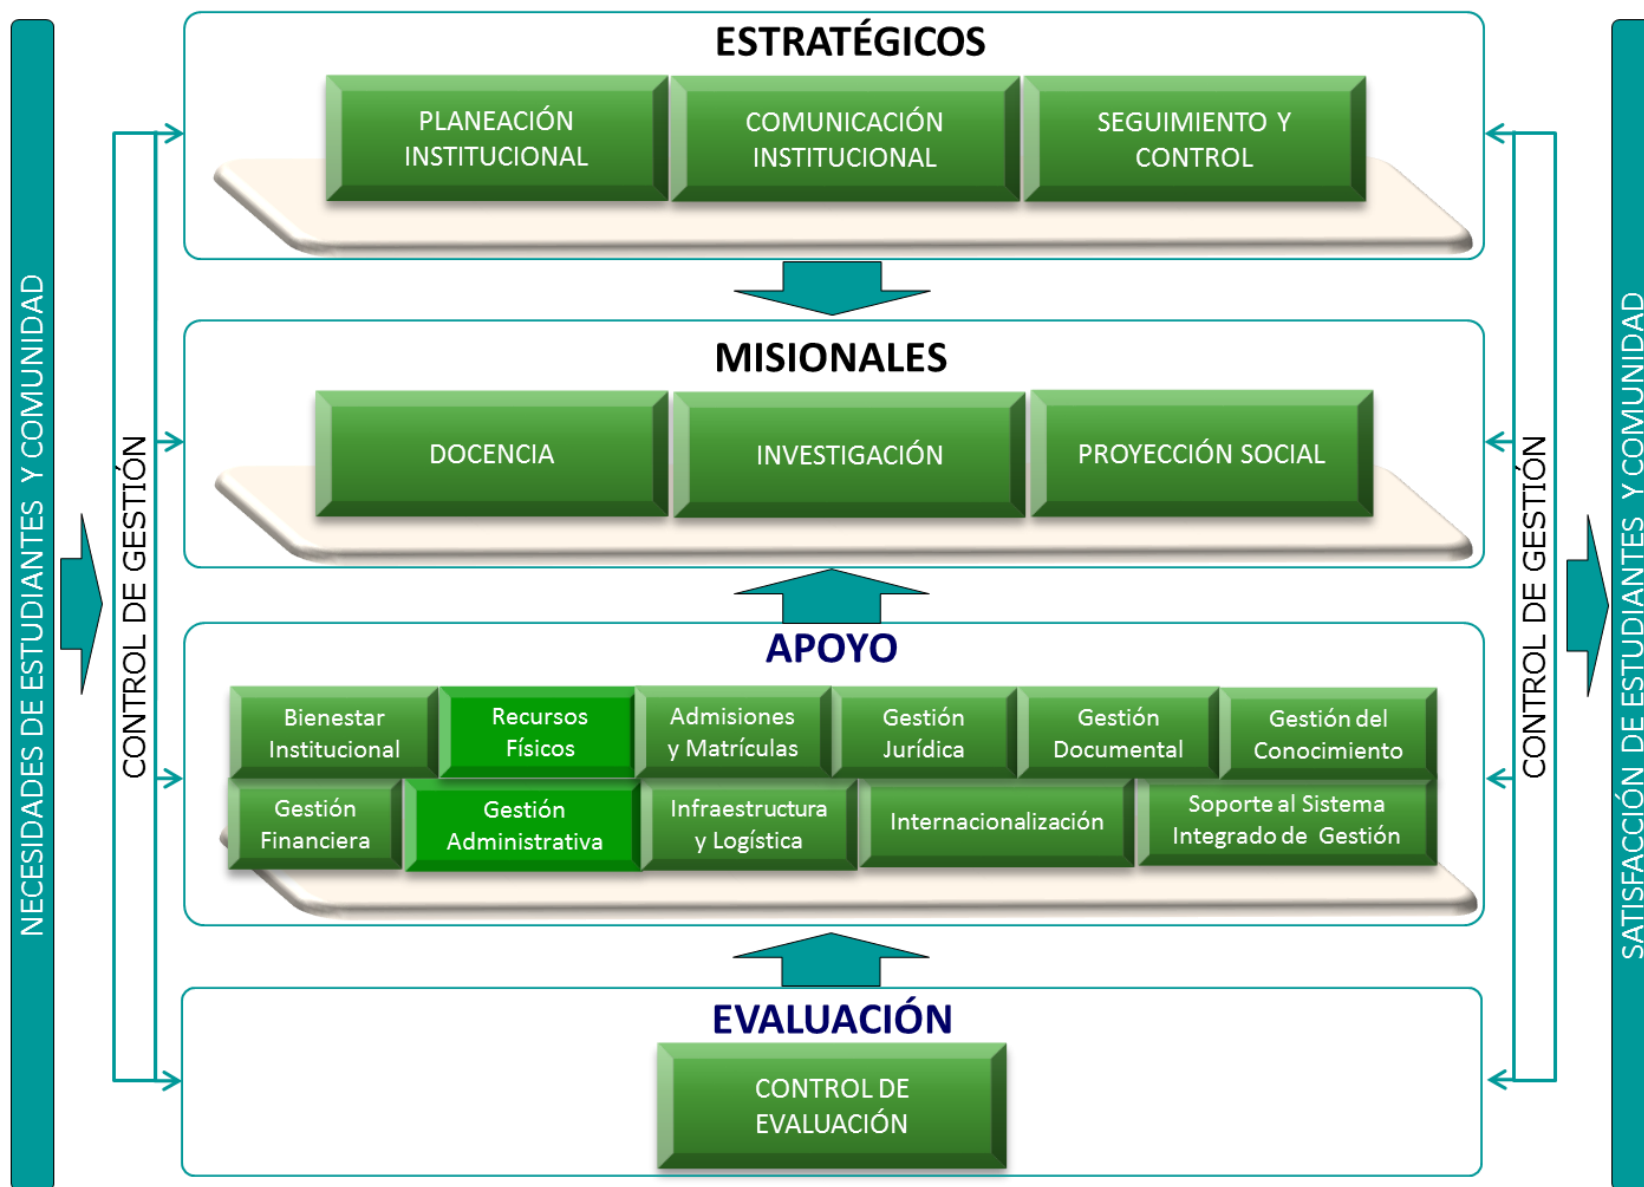 ESTRATÉGICOS
PLANEACIÓN
INSTITUCIONAL
COMUNICACIÓN
INSTITUCIONAL
SEGUIMIENTO Y
CONTROL
MISIONALES
DOCENCIA
INVESTIGACIÓN
PROYECCIÓN SOCIAL
APOYO
Bienestar
Institucional
Recursos
Físicos
Admisiones
y Matrículas
Gestión
Jurídica
Gestión
Documental
Gestión del
Conocimiento
Gestión
Financiera
Gestión
Administrativa
Infraestructura
y Logística
Internacionalización
Soporte al Sistema
Integrado de Gestión
EVALUACIÓN
CONTROL DE
EVALUACIÓN
NECESIDADES DE ESTUDIANTES Y COMUNIDAD
CONTROL DE GESTIÓN
CONTROL DE GESTIÓN
SATISFACCIÓN DE ESTUDIANTES Y COMUNIDAD